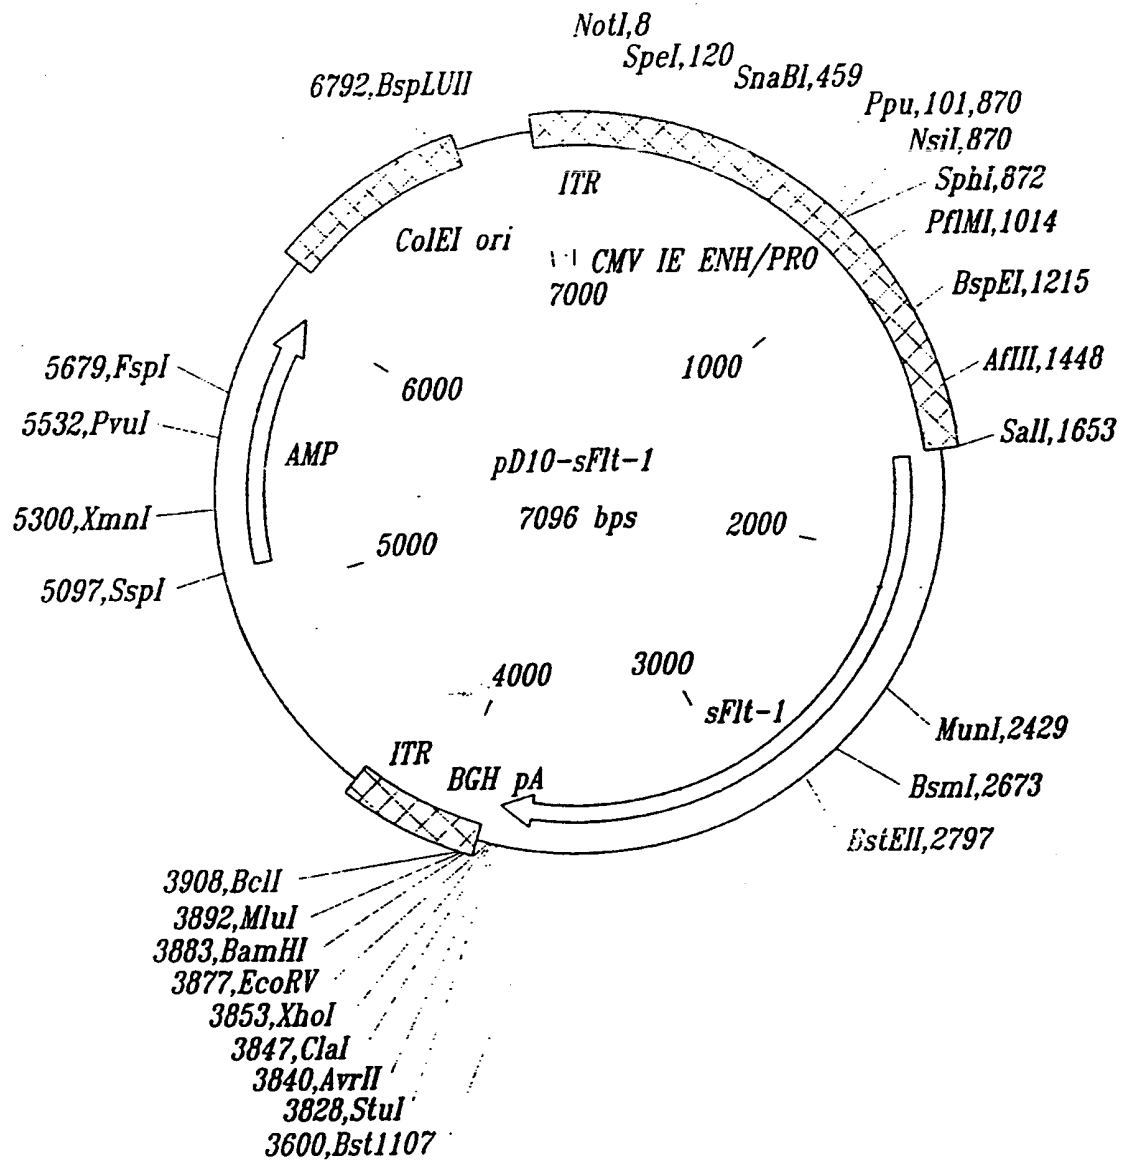 NotI,8
SpeI,120
SnaBI,459
6792,BspLUII
Ppu,101,870
NsiI,870
SphI,872
PflMI,1014
BspEI,1215
AflII,1448
SalI,1653
ITR
ColEI ori
CMV IE ENH/PRO
7000
1000
6000
5679,FspI
5532,PvuI
AMP
pD10-sFlt-1
7096 bps
5300,XmnI
2000
5000
5097,SspI
3000
4000
sFlt-1
MunI,2429
ITR
BGH pA
BsmI,2673
BstEII,2797
3908,BclI
3892,MluI
3883,BamHI
3877,EcoRV
3853,XhoI
3847,ClaI
3840,AvrII
3828,StuI
3600,Bst1107